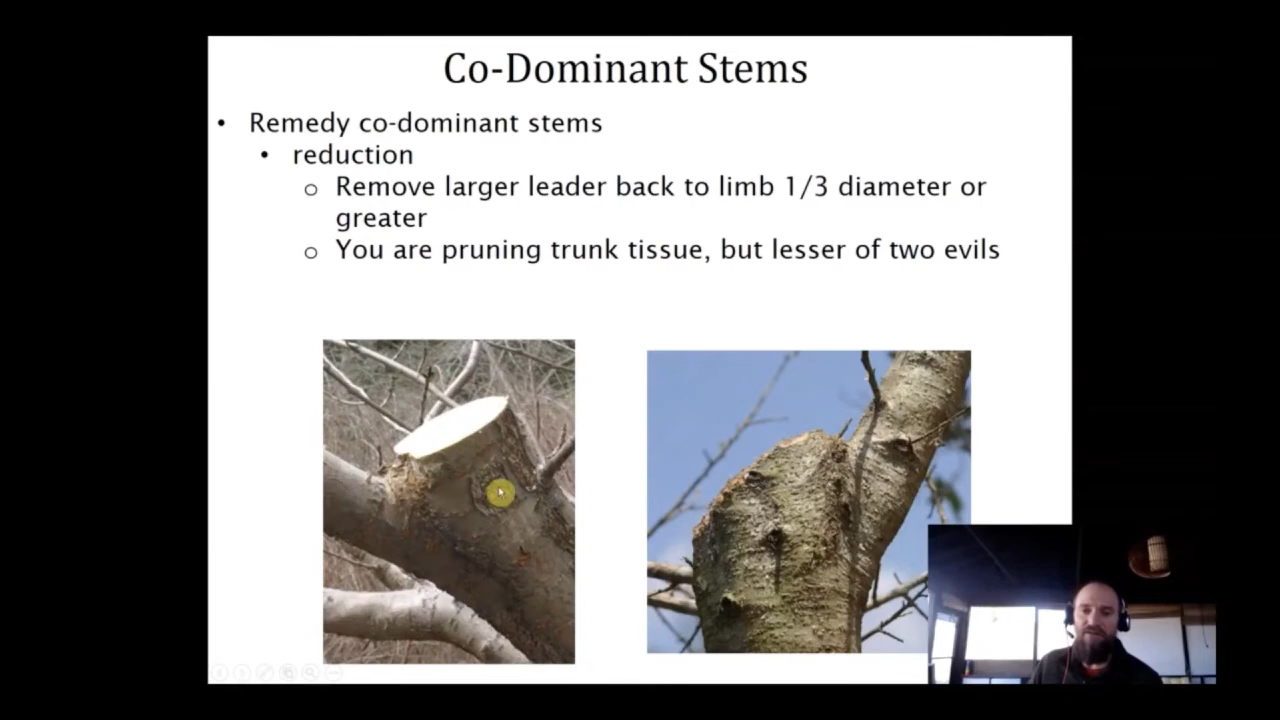 Co-Dominant Stems
• Remedy co-dominant stems
• reduction
o Remove larger leader back to limb 1/3 diameter or
greater
o You are pruning trunk tissue, but lesser of two evils